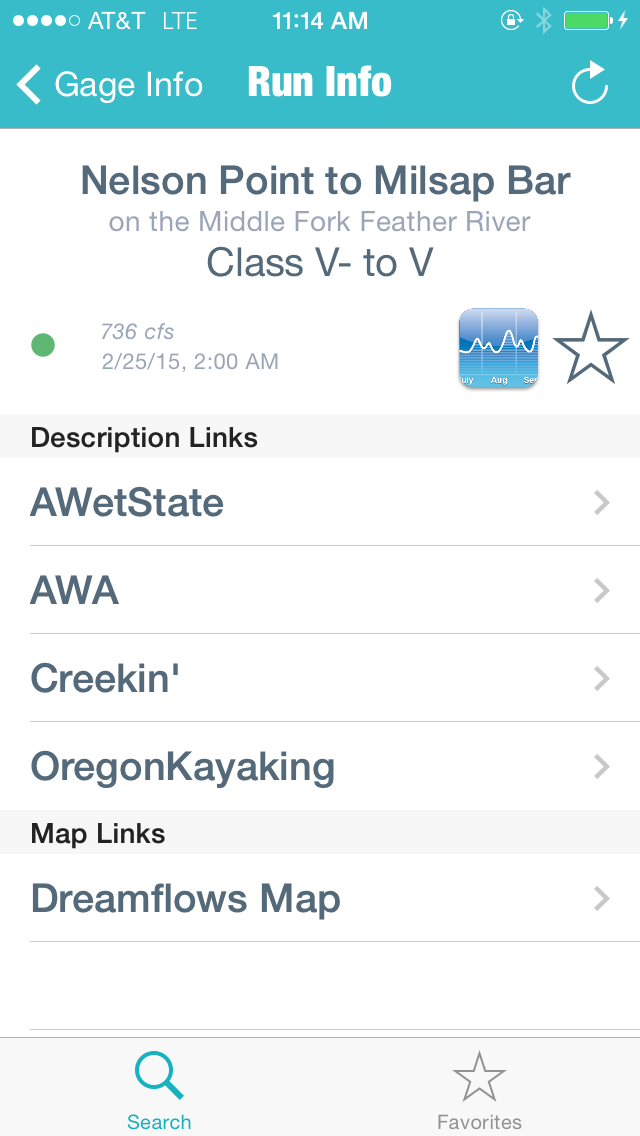 AT&T LTE 11:14 AM
Gage Info Run Info
Nelson Point to Milsap Bar
on the Middle Fork Feather River
Class V- to V
736 cfs
2/25/15, 2:00 AM
July Aug Sep
Description Links
AWetState
AWA
Creekin'
OregonKayaking
Map Links
Dreamflows Map
Search Favorites